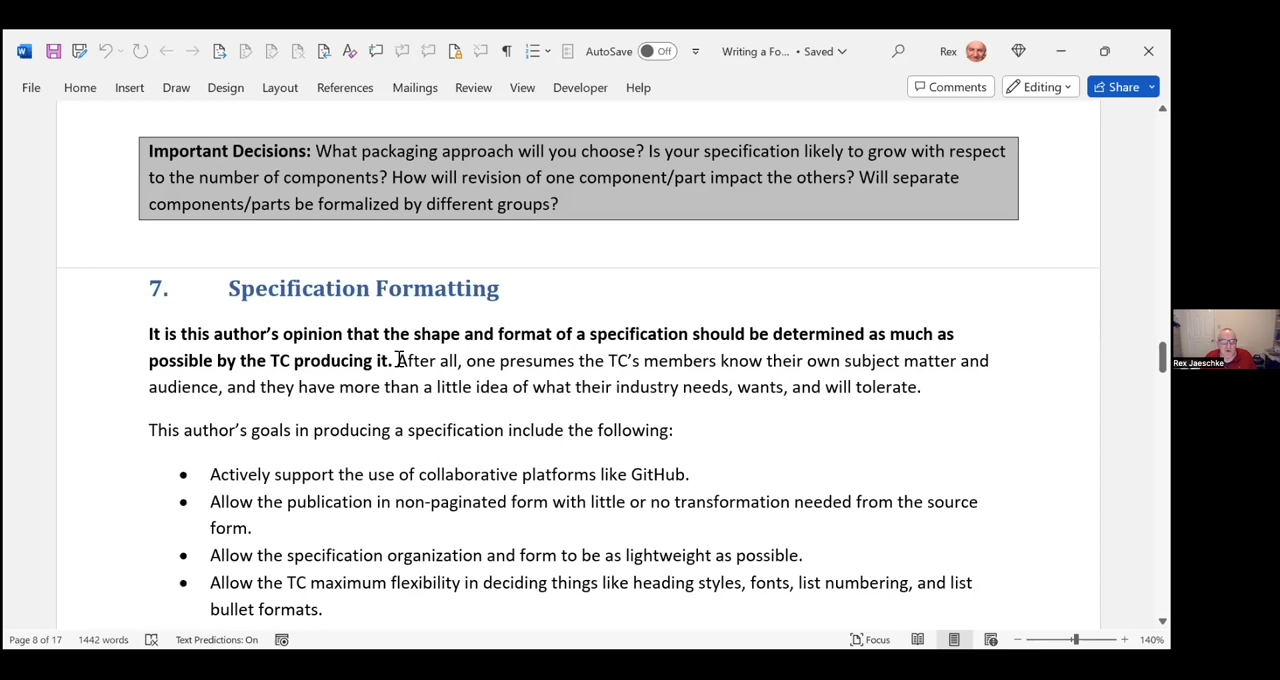 AutoSave Off Writing a Fo... • Saved Rex
File Home Insert Draw Design Layout References Mailings Review View Developer Help Comments Editing Share
Important Decisions: What packaging approach will you choose? Is your specification likely to grow with respect
to the number of components? How will revision of one component/part impact the others? Will separate
components/parts be formalized by different groups?
7. Specification Formatting
It is this author’s opinion that the shape and format of a specification should be determined as much as
possible by the TC producing it. After all, one presumes the TC’s members know their own subject matter and
audience, and they have more than a little idea of what their industry needs, wants, and will tolerate.
This author’s goals in producing a specification include the following:
• Actively support the use of collaborative platforms like GitHub.
• Allow the publication in non-paginated form with little or no transformation needed from the source
form.
• Allow the specification organization and form to be as lightweight as possible.
• Allow the TC maximum flexibility in deciding things like heading styles, fonts, list numbering, and list
bullet formats.
Page 8 of 17 1442 words Text Predictions: On Focus 140%
Rex Jaeschke